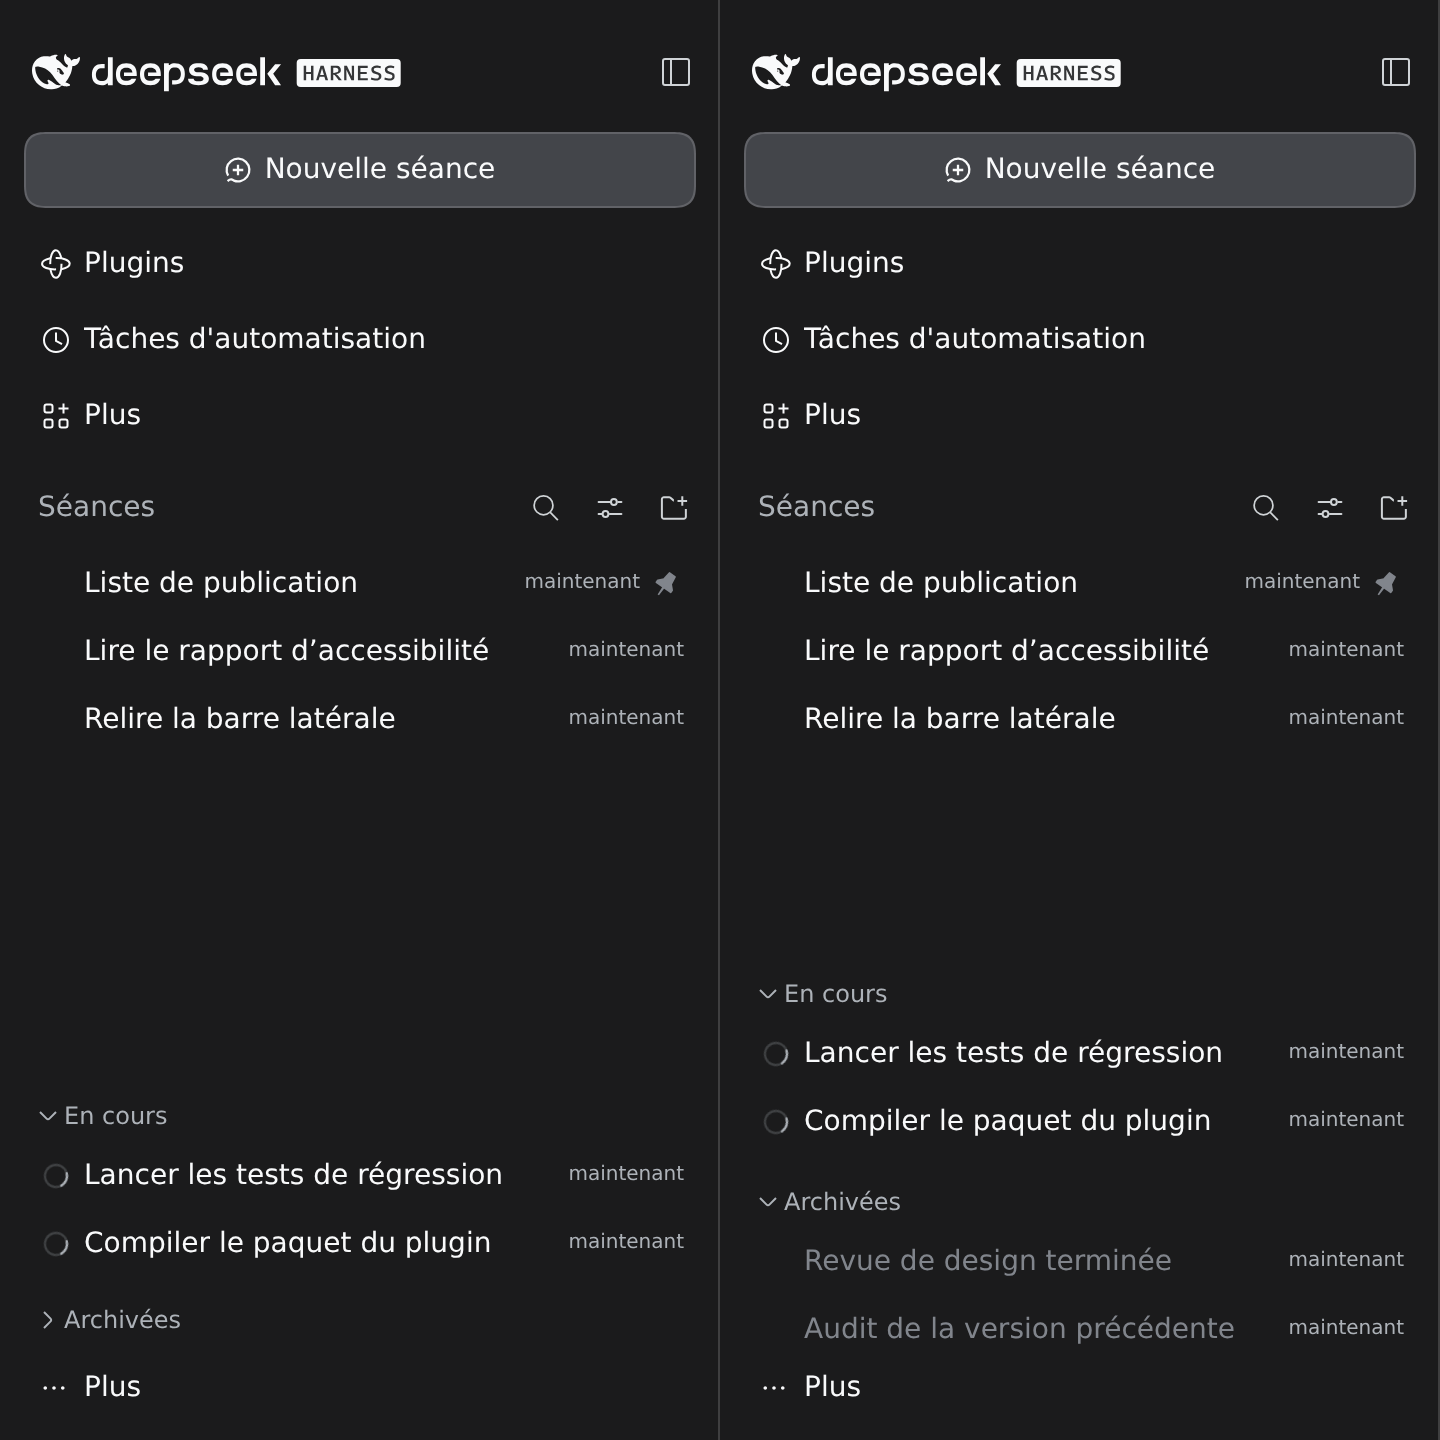 deepseek HARNESS
Nouvelle séance
Plugins
Tâches d'automatisation
Plus
Séances
Liste de publication maintenant
Lire le rapport d’accessibilité maintenant
Relire la barre latérale maintenant
En cours
Lancer les tests de régression maintenant
Compiler le paquet du plugin maintenant
Archivées
Plus
deepseek HARNESS
Nouvelle séance
Plugins
Tâches d'automatisation
Plus
Séances
Liste de publication maintenant
Lire le rapport d’accessibilité maintenant
Relire la barre latérale maintenant
En cours
Lancer les tests de régression maintenant
Compiler le paquet du plugin maintenant
Archivées
Revue de design terminée maintenant
Audit de la version précédente maintenant
Plus